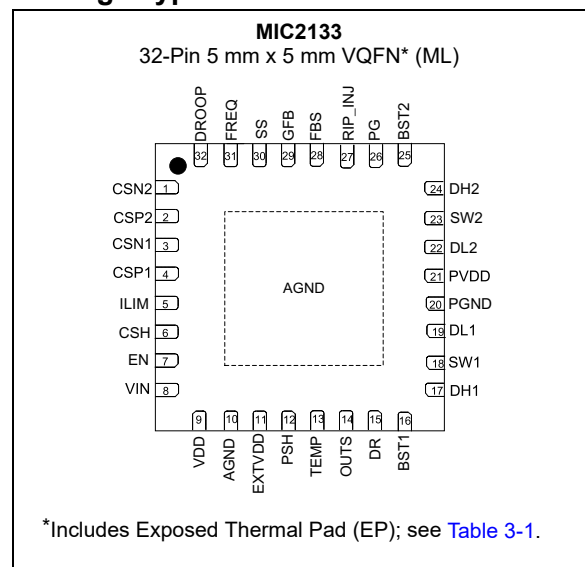 MIC2133
32-Pin 5 mm x 5 mm VQFN* (ML)
DROOP
FREQ
SS
GFB
FBS
RIP_INJ
PG
BST2
32 31 30 29 28 27 26 25
CSN2 1
CSP2 2
CSN1 3
CSP1 4
ILIM 5
CSH 6
EN 7
VIN 8
AGND
24 DH2
23 SW2
22 DL2
21 PVDD
20 PGND
19 DL1
18 SW1
17 DH1
9 10 11 12 13 14 15 16
VDD
AGND
EXTVDD
PSH
TEMP
OUTS
DR
BST1
*Includes Exposed Thermal Pad (EP); see Table 3-1.